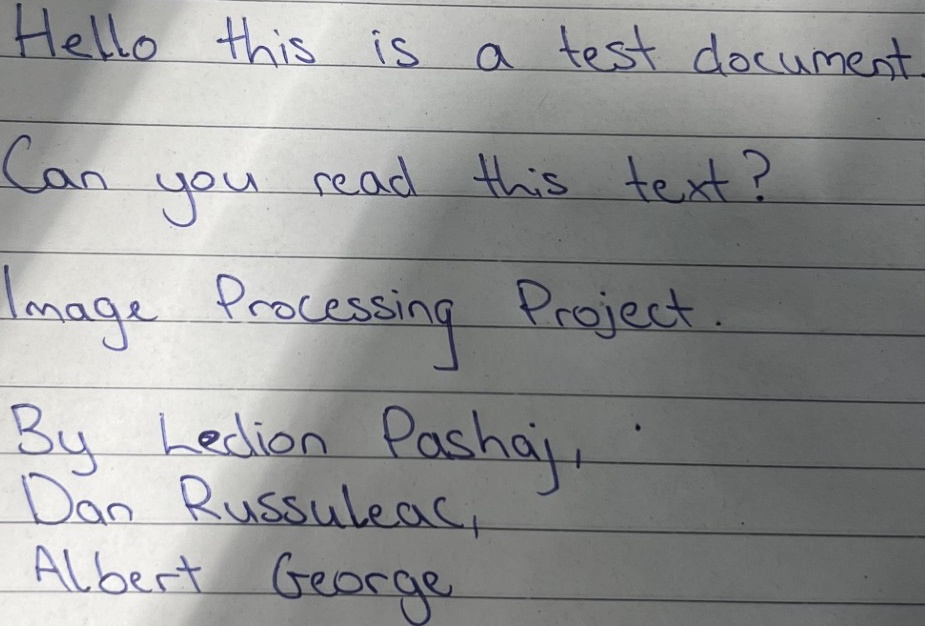 Hello this is a test document.
Can you read this text?
Image Processing Project.
By Ledion Pashaj,
Dan Russuleac,
Albert George